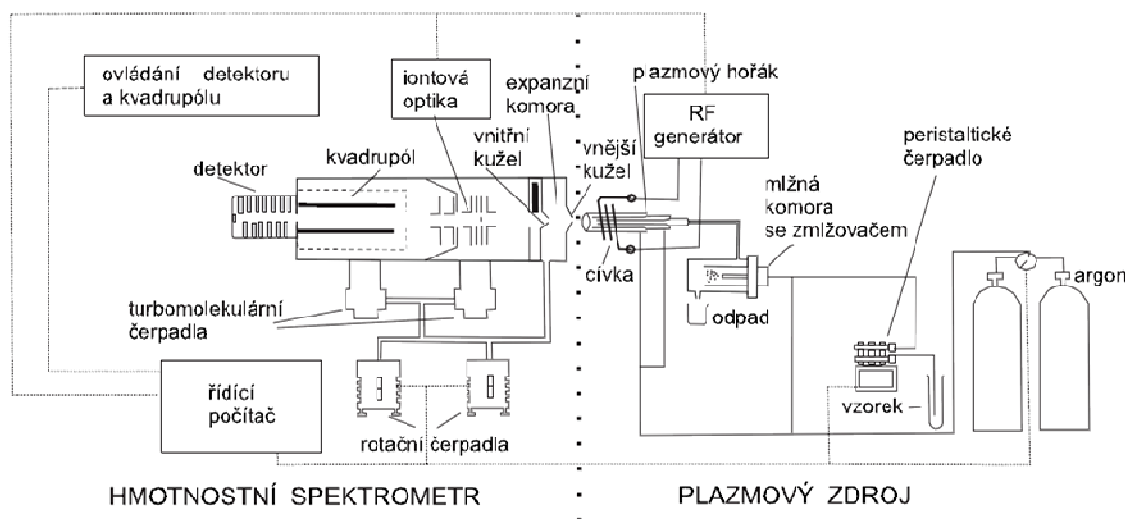 ovládání detektoru
a kvadrupólu
iontová
optika
expanzní
komora
plazmový hořák
RF
generátor
peristaltické
čerpadlo
detektor
kvadrupól
vnitřní
kužel
vnější
kužel
mlžná
komora
se zmlžovačem
cívka
argon
turbomolekulární
čerpadla
odpad
řídící
počítač
vzorek
rotační čerpadla
HMOTNOSTNÍ SPEKTROMETR
PLAZMOVÝ ZDROJ